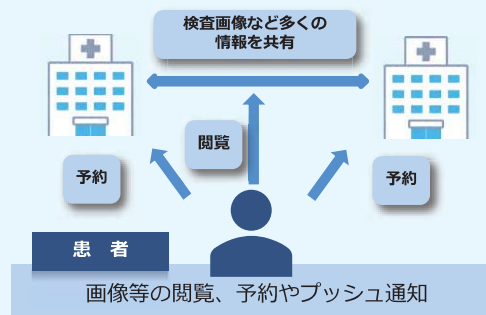 検査画像など多くの
情報を共有
閲覧
予約
予約
患　者
画像等の閲覧、予約やプッシュ通知